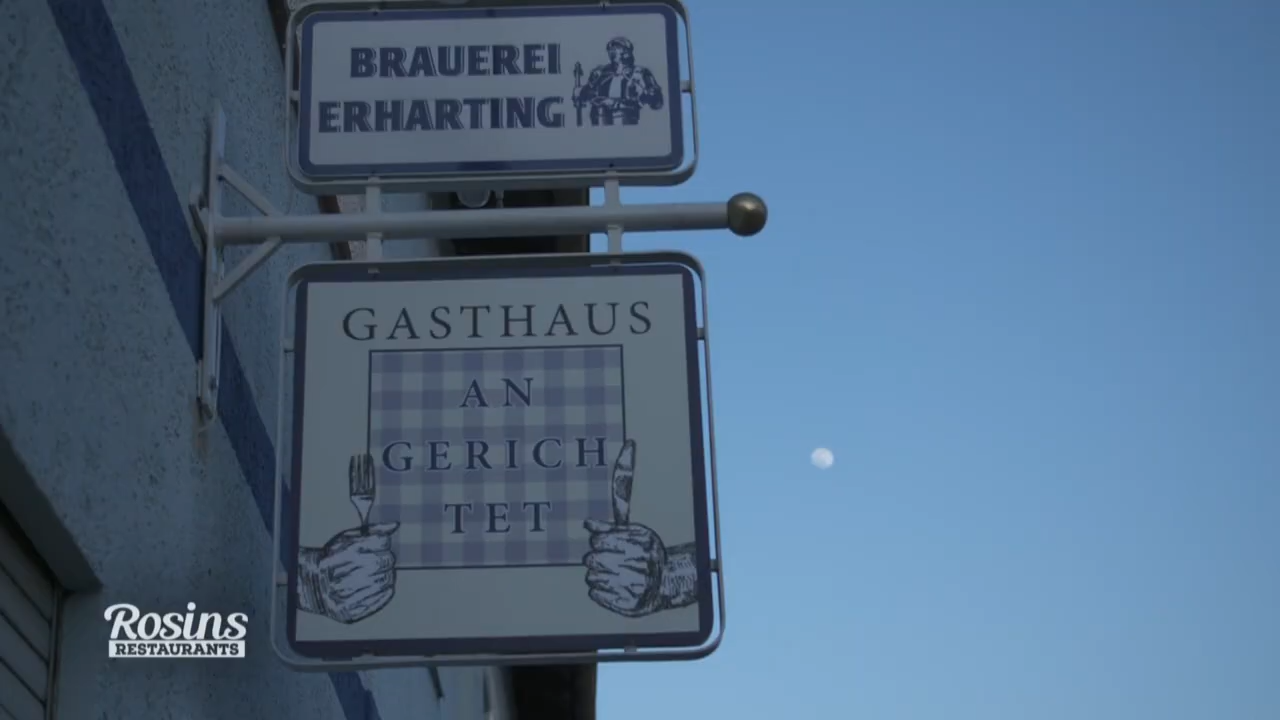 BRAUEREI
ERHARTING
GASTHAUS
AN
GERICH
TET
Rosins
RESTAURANTS